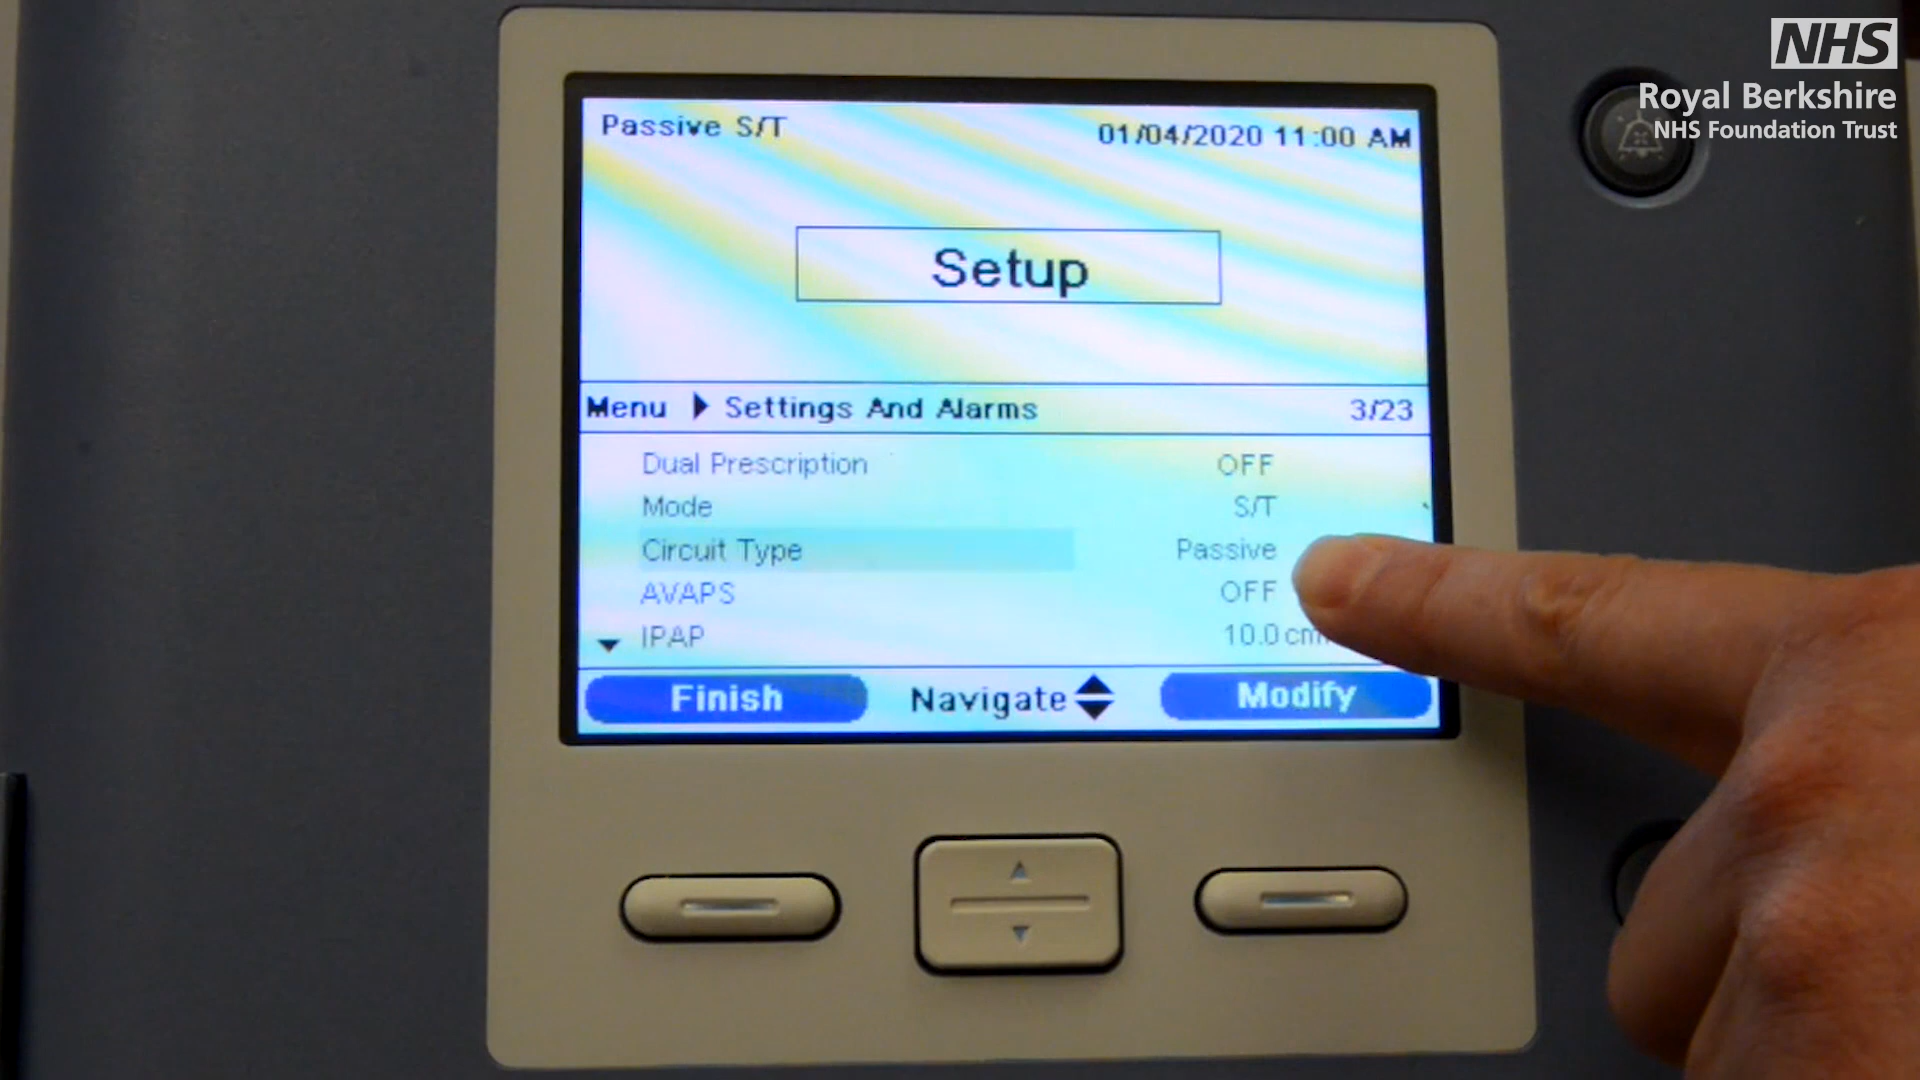 NHS
Royal Berkshire
NHS Foundation Trust
Passive S/T
01/04/2020 11:00 AM
Setup
Menu Settings And Alarms 3/23
Dual Prescription OFF
Mode S/T
Circuit Type Passive
AVAPS OFF
IPAP 10.0
Finish Navigate Modify